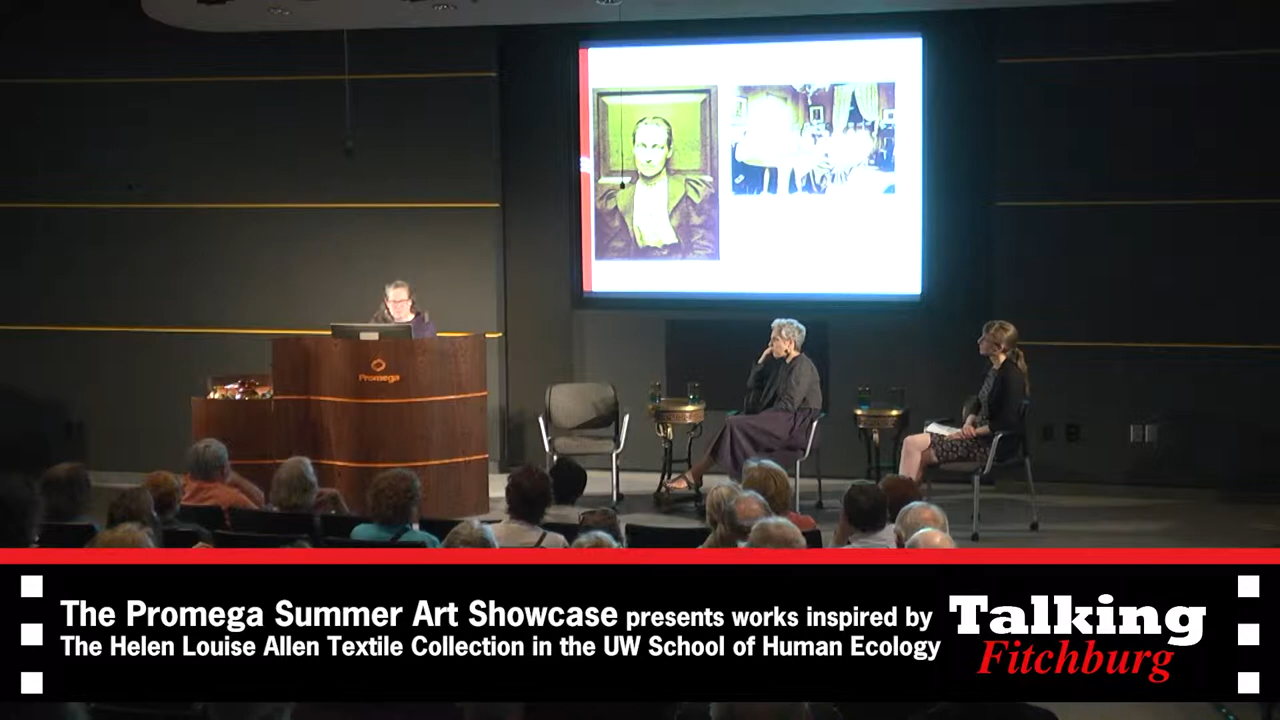 Promega
The Promega Summer Art Showcase presents works inspired by
The Helen Louise Allen Textile Collection in the UW School of Human Ecology
Talking
Fitchburg